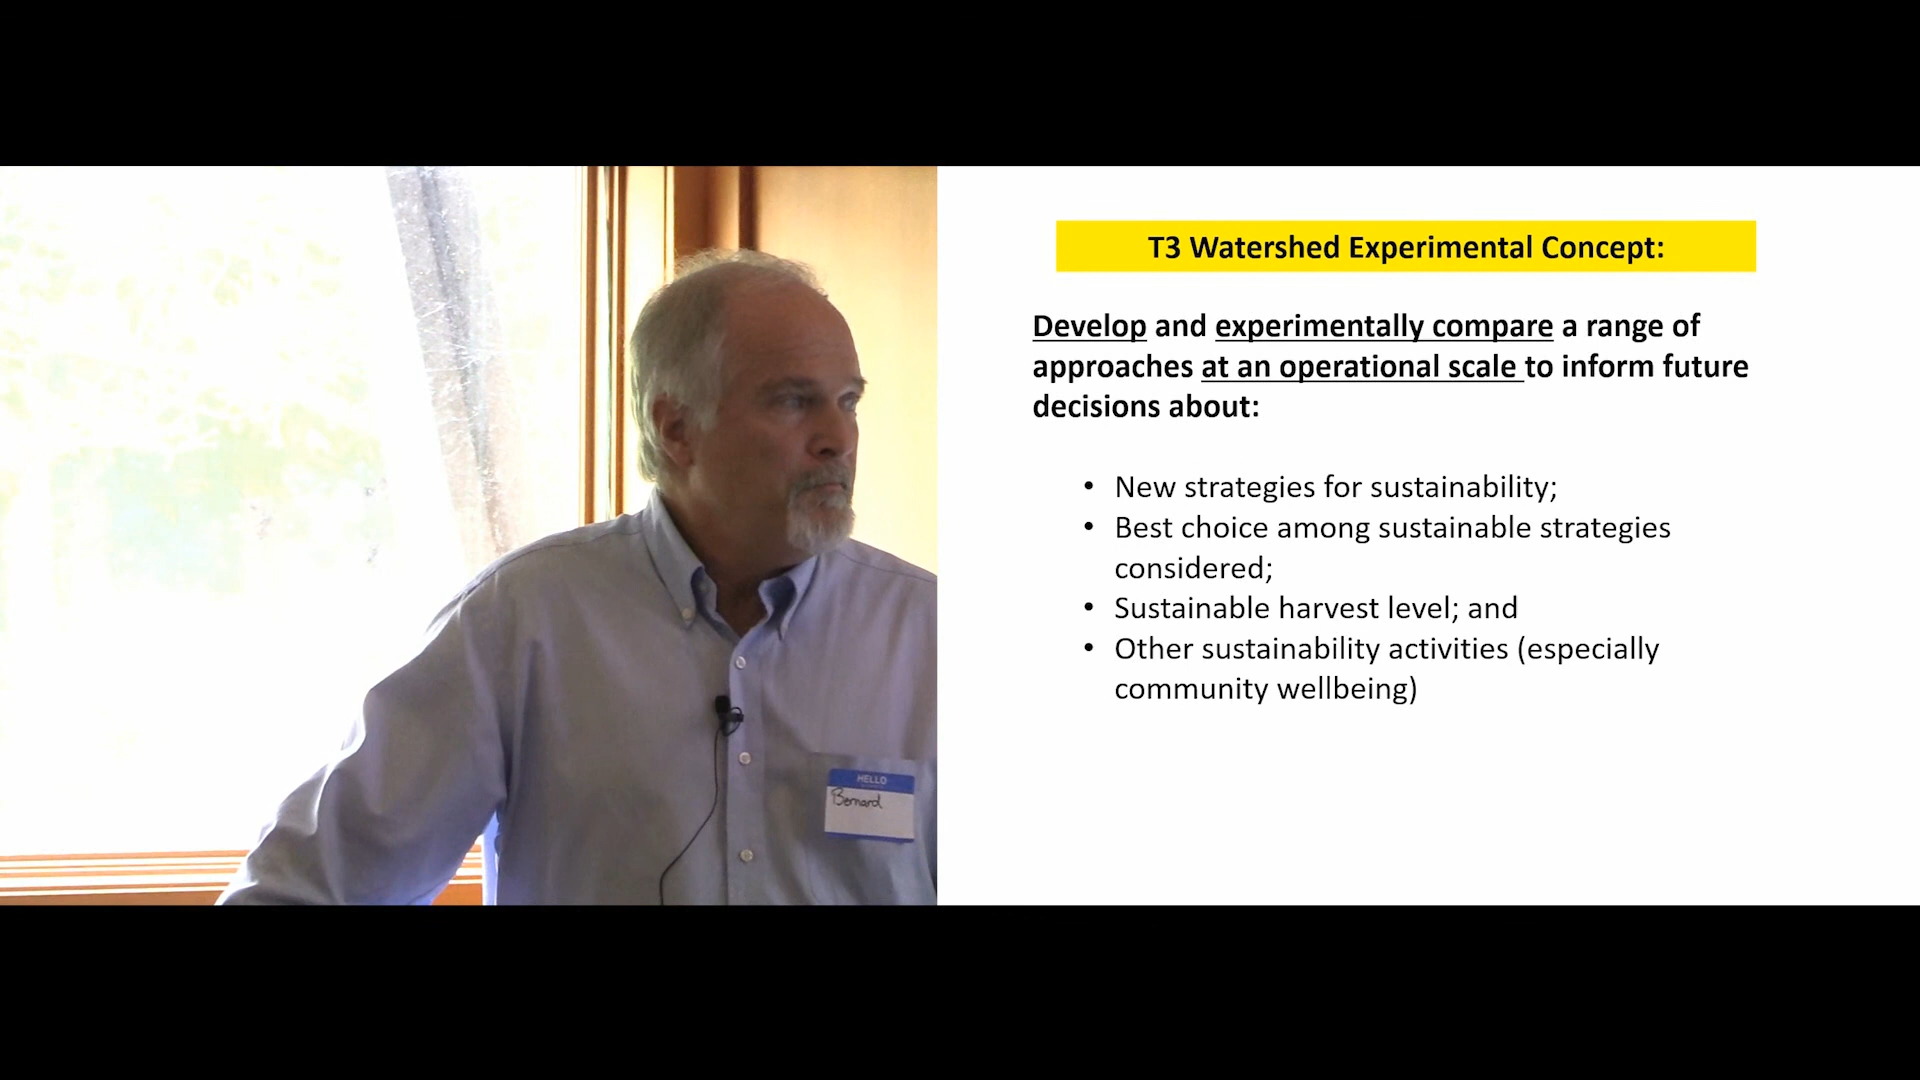 T3 Watershed Experimental Concept:
Develop and experimentally compare a range of
approaches at an operational scale to inform future
decisions about:
• New strategies for sustainability;
• Best choice among sustainable strategies
considered;
• Sustainable harvest level; and
• Other sustainability activities (especially
community wellbeing)
HELLO
Bernard